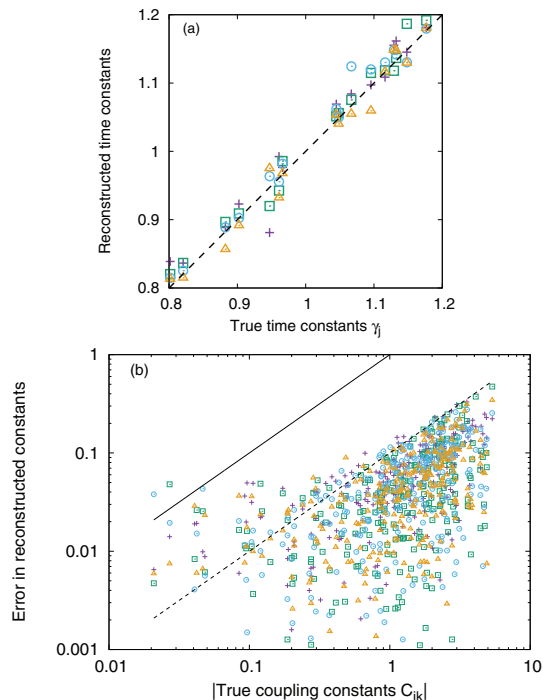 (a)
1.2
1.1
1
0.9
0.8
Reconstructed time constants
0.8 0.9 1 1.1 1.2
True time constants γj
(b)
1
0.1
0.01
0.001
Error in reconstructed constants
0.01 0.1 1 10
|True coupling constants Cik|